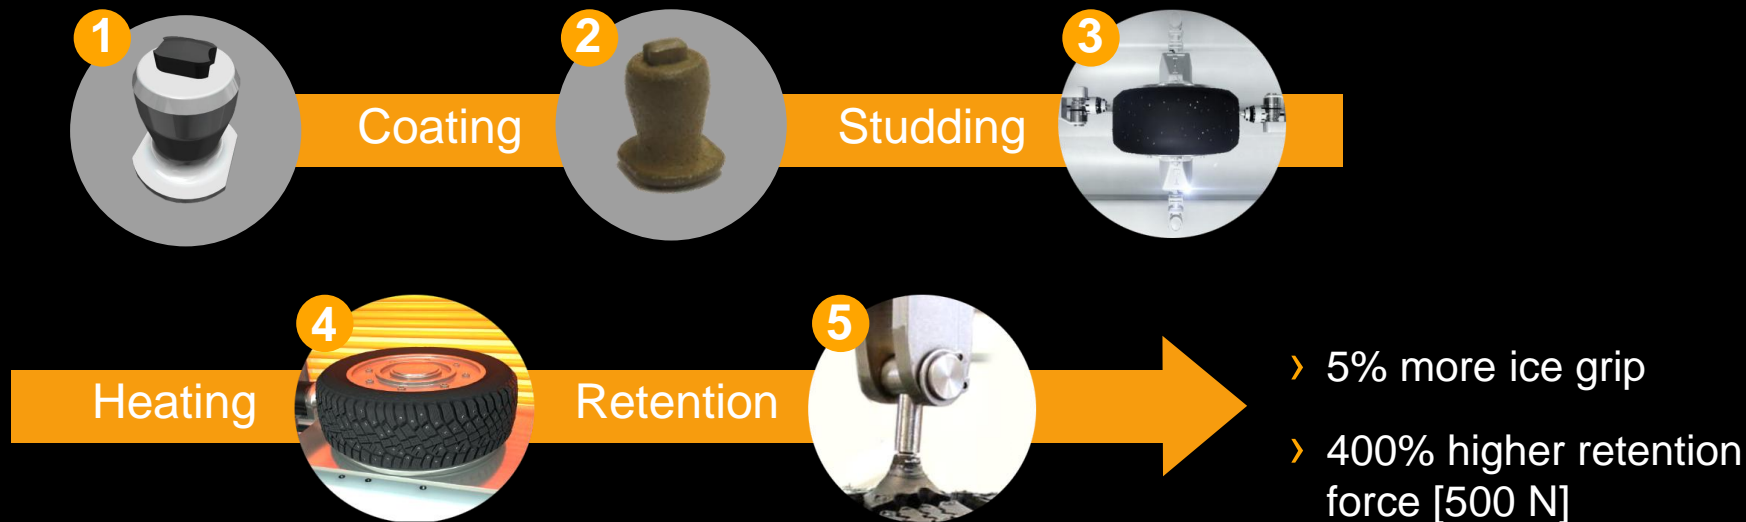 1
Coating
2
Studding
3
4
Heating
5
Retention
› 5% more ice grip
› 400% higher retention
force [500 N]